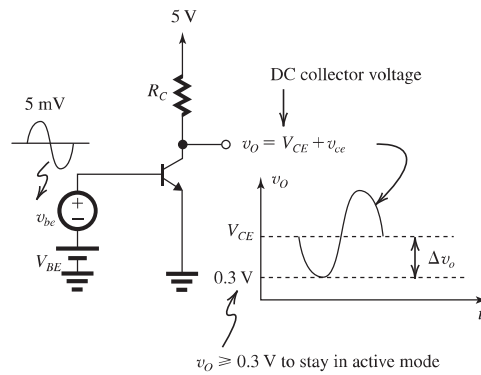 5 V
R_C
DC collector voltage
5 mV
v_O = V_CE + v_ce
v_O
v_be
+
−
V_CE
Δv_o
V_BE
0.3 V
t
v_O ≥ 0.3 V to stay in active mode